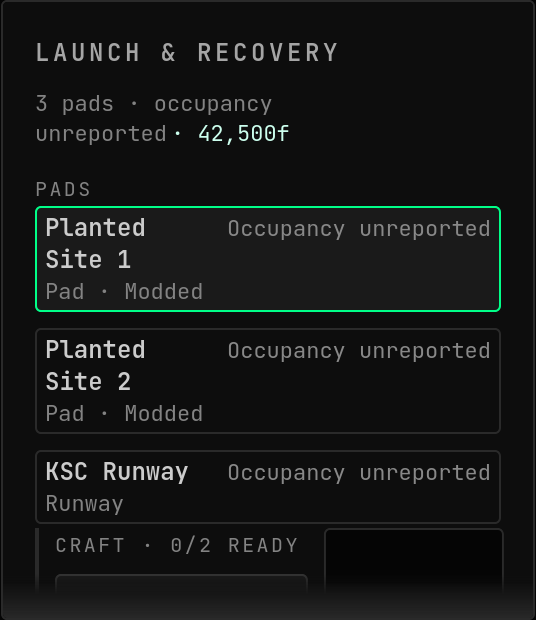 LAUNCH & RECOVERY
3 pads · occupancy
unreported · 42,500f
PADS
Planted Occupancy unreported
Site 1
Pad · Modded
Planted Occupancy unreported
Site 2
Pad · Modded
KSC Runway Occupancy unreported
Runway
CRAFT · 0/2 READY